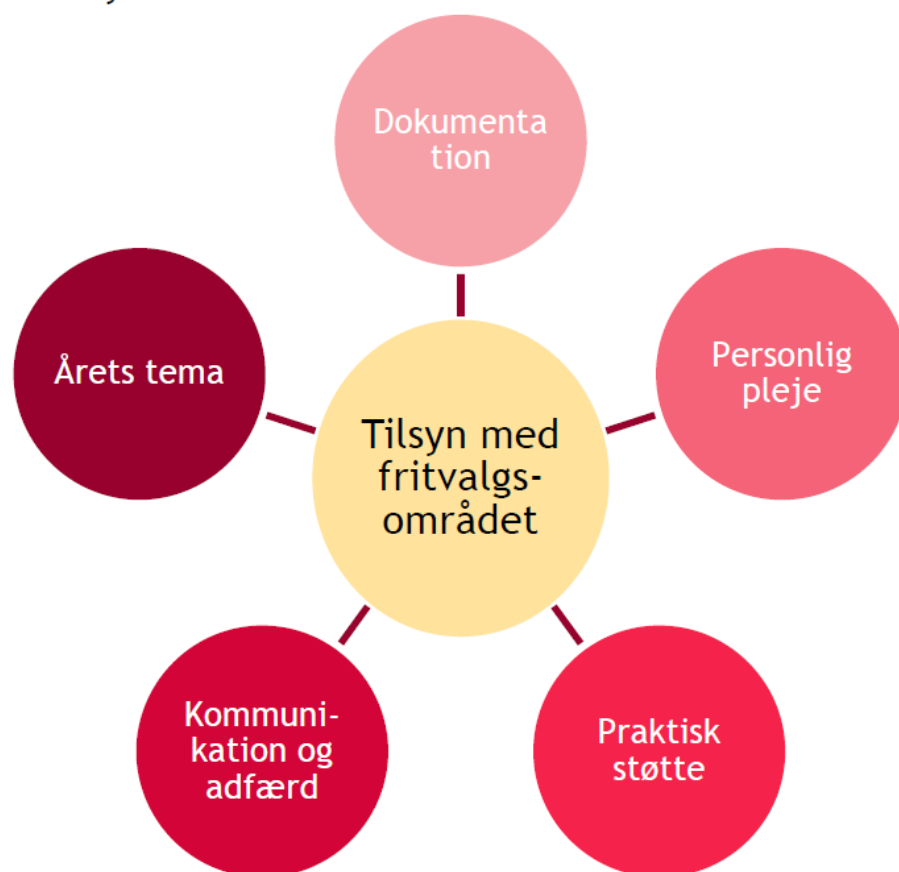 Dokumenta
tion
Årets tema
Personlig
pleje
Tilsyn med
fritvalgs-
området
Kommuni-
kation og
adfærd
Praktisk
støtte